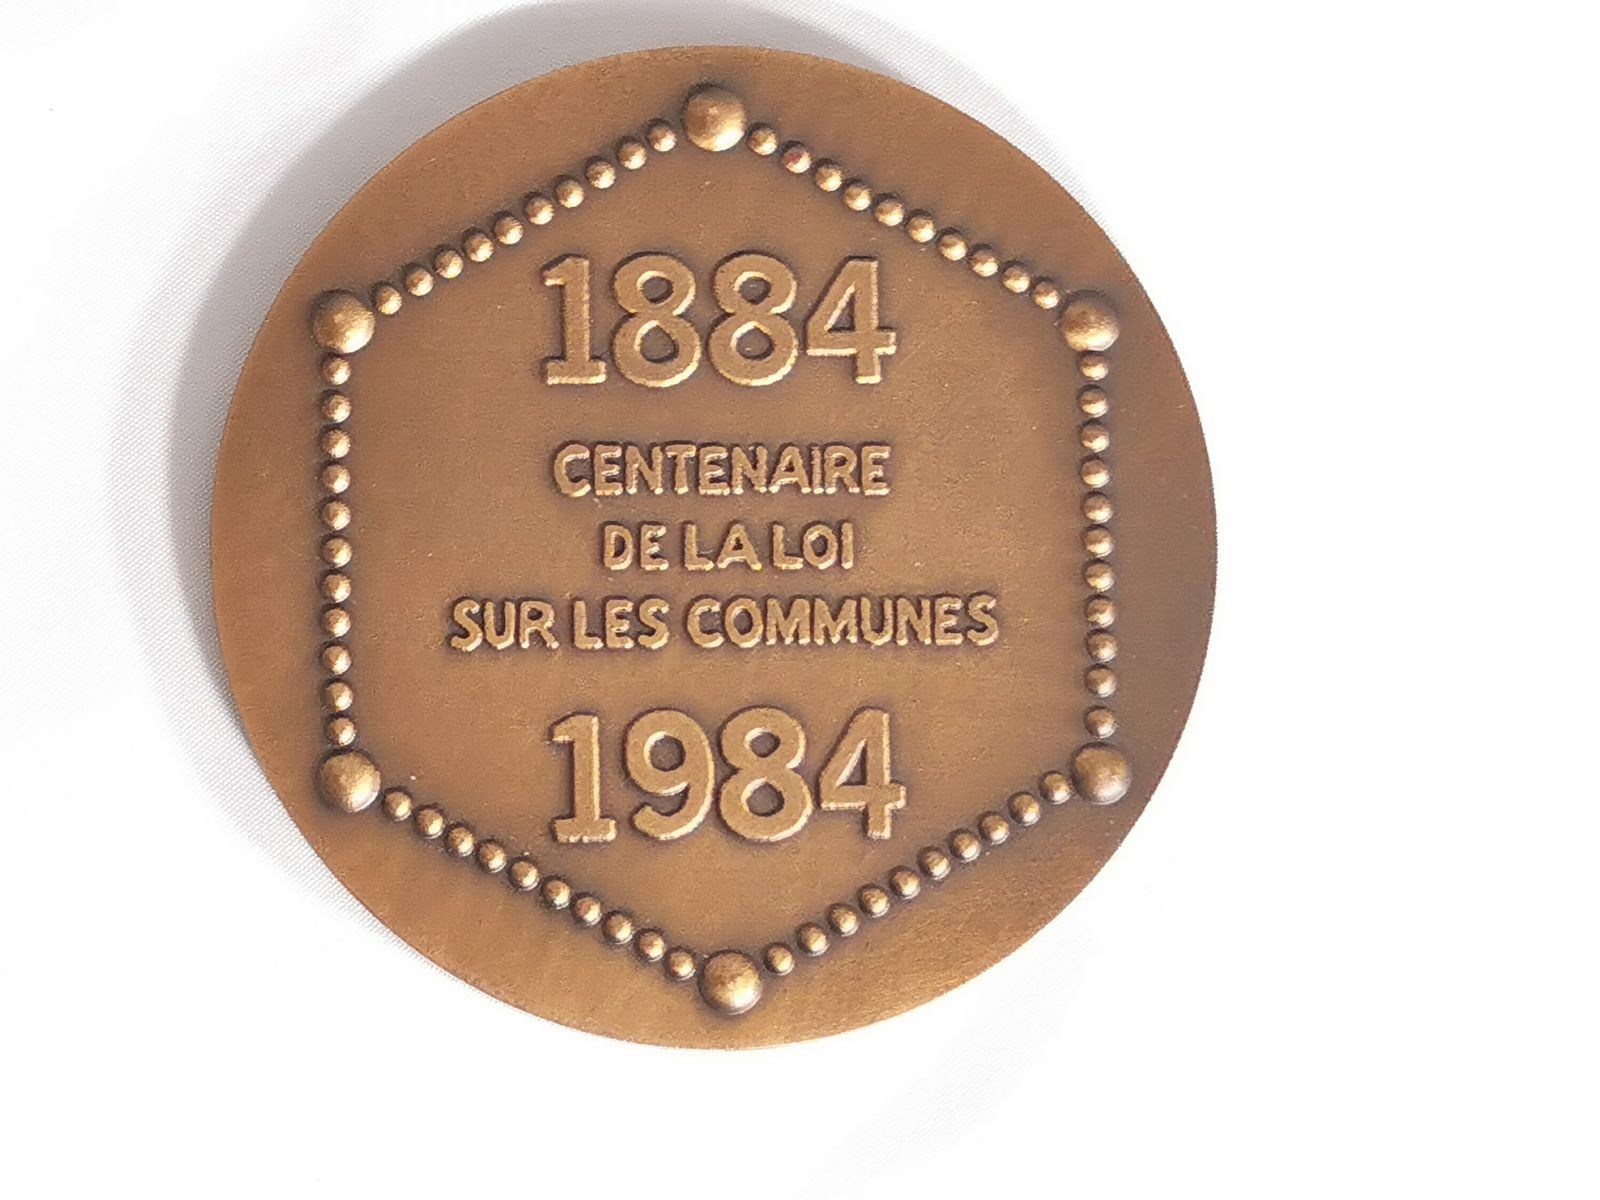 1884
CENTENAIRE
DE LA LOI
SUR LES COMMUNES
1984